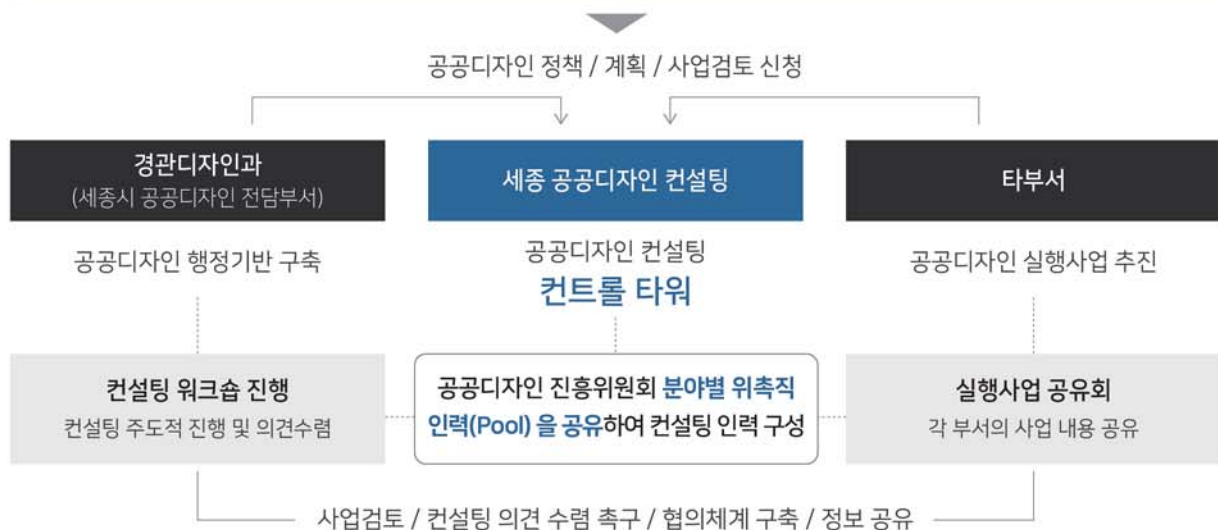 공공디자인 정책 / 계획 / 사업검토 신청
경관디자인과
(세종시 공공디자인 전담부서)
세종 공공디자인 컨설팅
타부서
공공디자인 행정기반 구축
공공디자인 컨설팅
컨트롤 타워
공공디자인 실행사업 추진
컨설팅 워크숍 진행
컨설팅 주도적 진행 및 의견수렴
공공디자인 진흥위원회 분야별 위촉직
인력(Pool) 을 공유하여 컨설팅 인력 구성
실행사업 공유회
각 부서의 사업 내용 공유
사업검토 / 컨설팅 의견 수렴 촉구 / 협의체계 구축 / 정보 공유